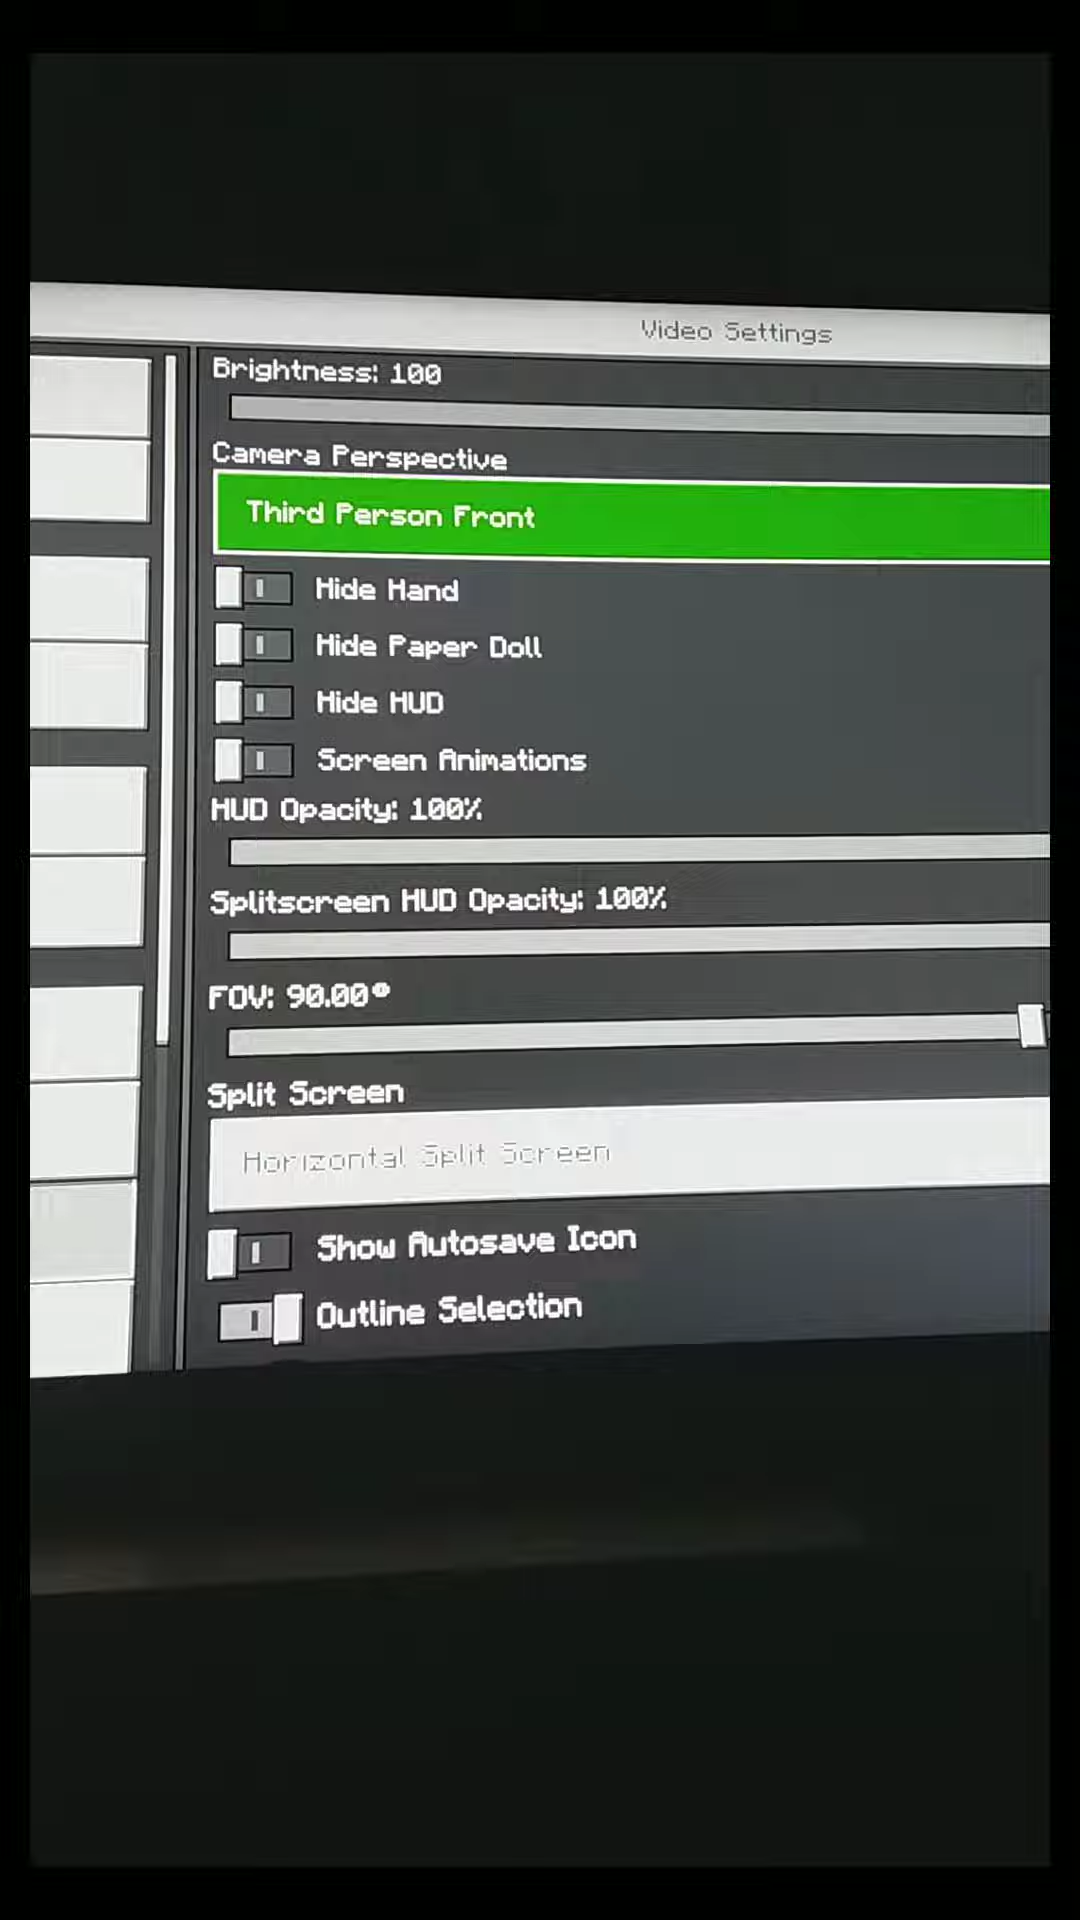 Video Settings
Brightness: 100
Camera Perspective
Third Person Front
Hide Hand
Hide Paper Doll
Hide HUD
Screen Animations
HUD Opacity: 100%
Splitscreen HUD Opacity: 100%
FOV: 90.00°
Split Screen
Horizontal Split Screen
Show Autosave Icon
Outline Selection